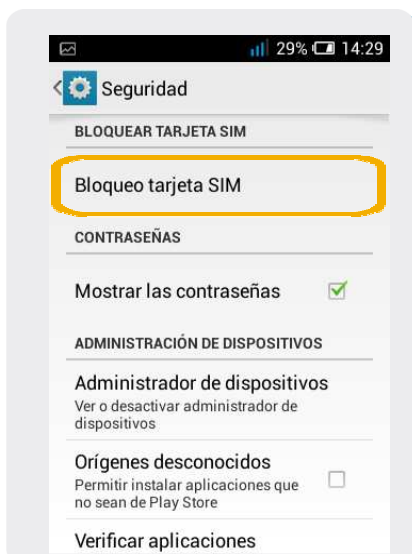 29% 14:29
Seguridad
BLOQUEAR TARJETA SIM
Bloqueo tarjeta SIM
CONTRASEÑAS
Mostrar las contraseñas
ADMINISTRACIÓN DE DISPOSITIVOS
Administrador de dispositivos
Ver o desactivar administrador de
dispositivos
Orígenes desconocidos
Permitir instalar aplicaciones que
no sean de Play Store
Verificar aplicaciones